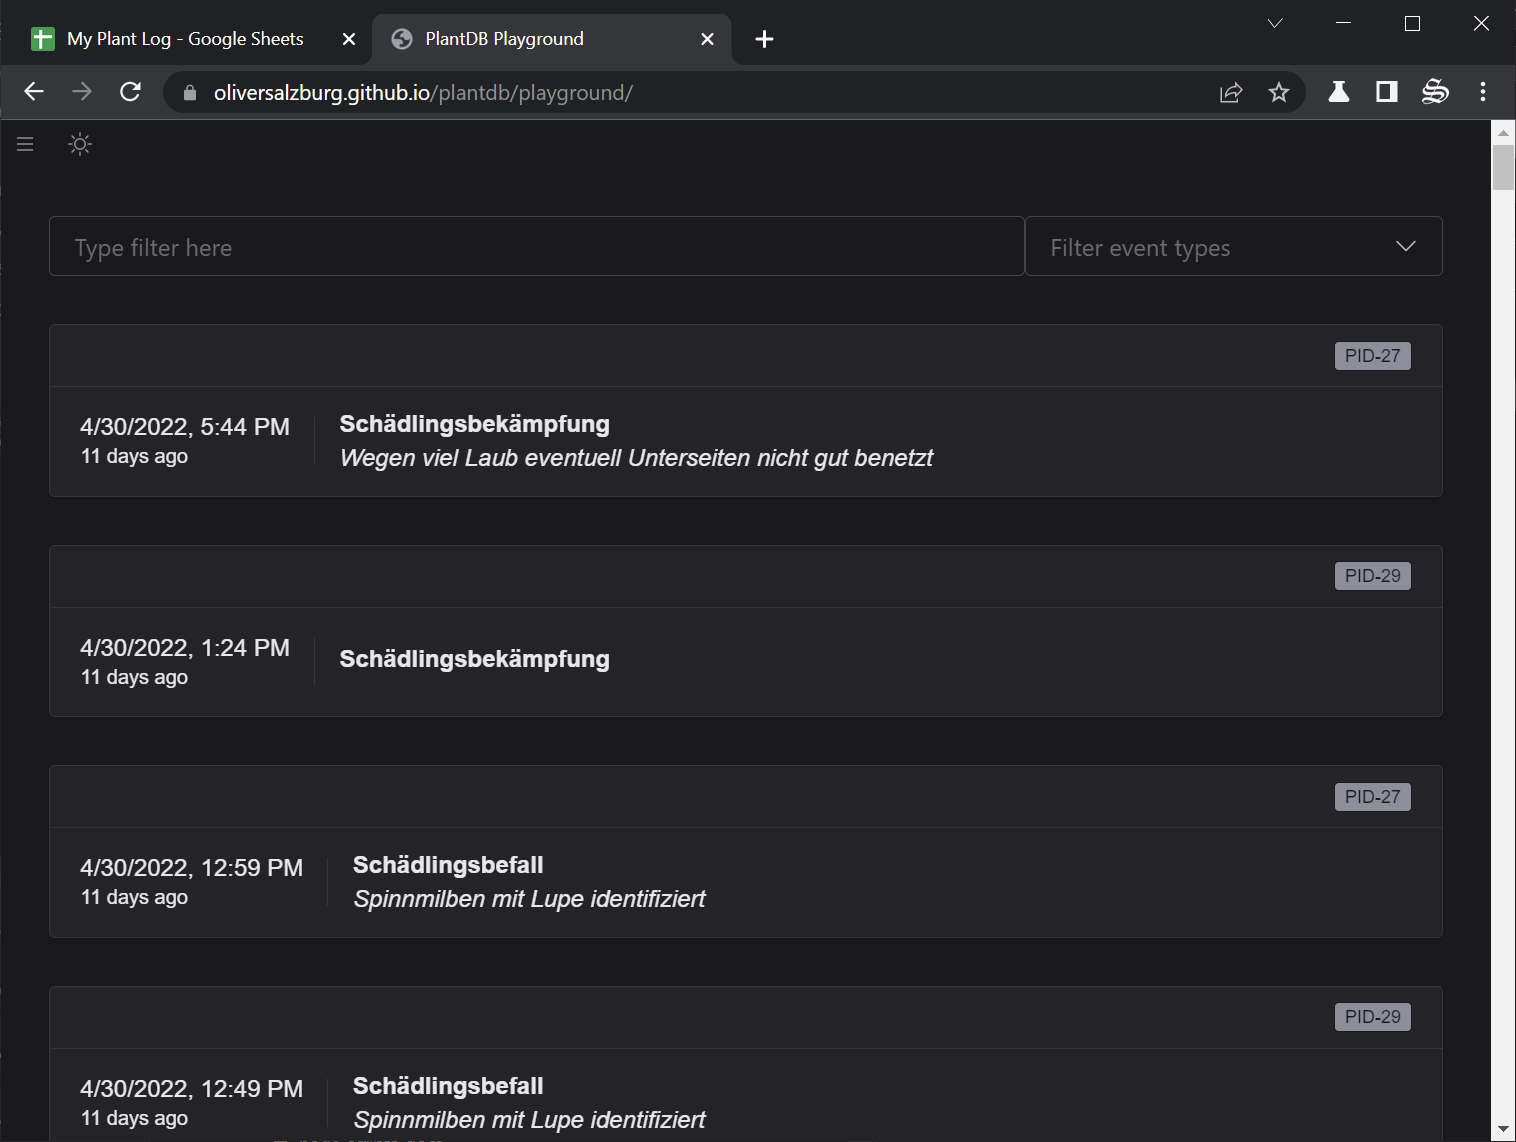 My Plant Log - Google Sheets
PlantDB Playground
oliversalzburg.github.io/plantdb/playground/
Type filter here
Filter event types
PID-27
4/30/2022, 5:44 PM
11 days ago
Schädlingsbekämpfung
Wegen viel Laub eventuell Unterseiten nicht gut benetzt
PID-29
4/30/2022, 1:24 PM
11 days ago
Schädlingsbekämpfung
PID-27
4/30/2022, 12:59 PM
11 days ago
Schädlingsbefall
Spinnmilben mit Lupe identifiziert
PID-29
4/30/2022, 12:49 PM
11 days ago
Schädlingsbefall
Spinnmilben mit Lupe identifiziert